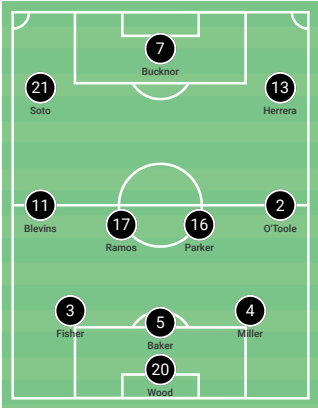 7
Bucknor
21
Soto
13
Herrera
11
Blevins
2
O'Toole
17
Ramos
16
Parker
3
Fisher
4
Miller
5
Baker
20
Wood